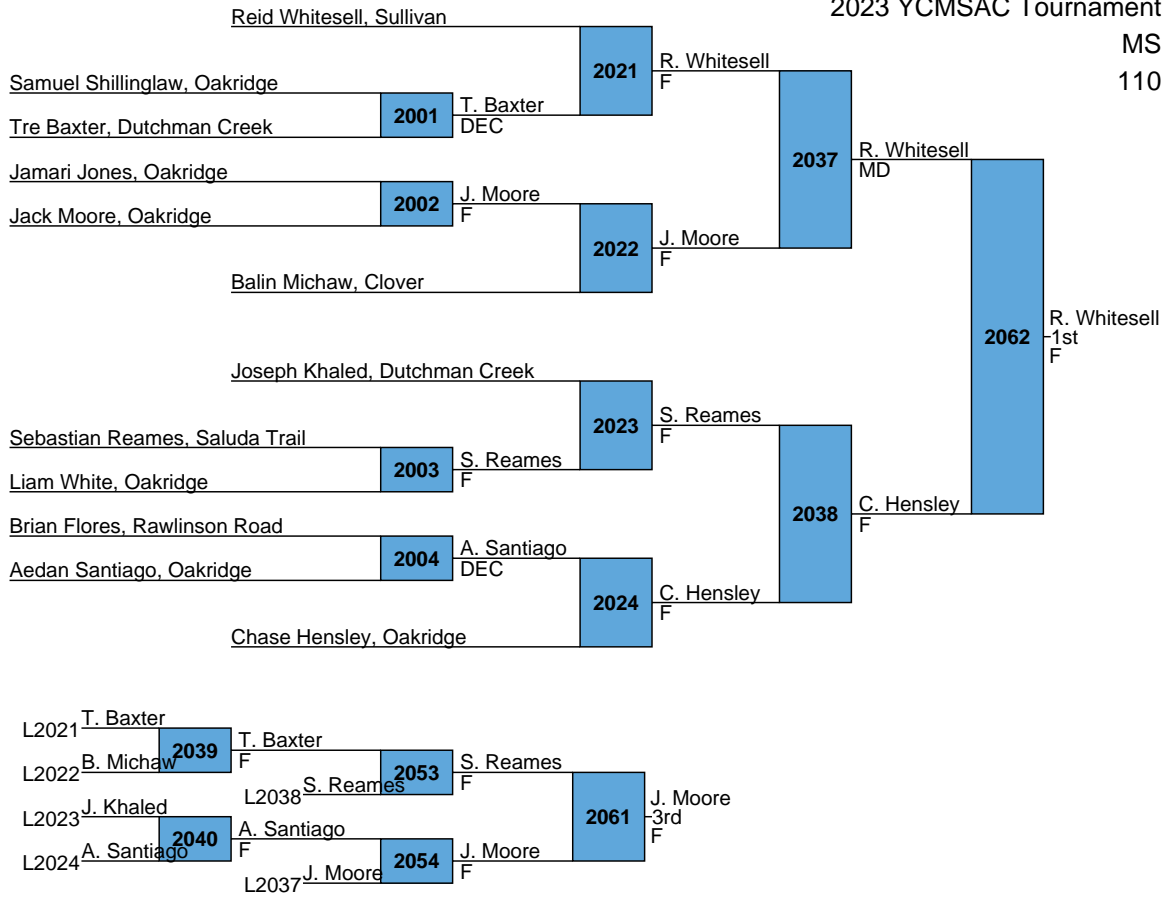 2023 YCMSAC Tournament
MS
110
Reid Whitesell, Sullivan
2021
R. Whitesell
F
Samuel Shillinglaw, Oakridge
2001
T. Baxter
DEC
Tre Baxter, Dutchman Creek
2037
R. Whitesell
MD
Jamari Jones, Oakridge
2002
J. Moore
F
Jack Moore, Oakridge
2022
J. Moore
F
Balin Michaw, Clover
2062
R. Whitesell
1st
F
Joseph Khaled, Dutchman Creek
2023
S. Reames
F
Sebastian Reames, Saluda Trail
2003
S. Reames
F
Liam White, Oakridge
2038
C. Hensley
F
Brian Flores, Rawlinson Road
2004
A. Santiago
DEC
Aedan Santiago, Oakridge
2024
C. Hensley
F
Chase Hensley, Oakridge
L2021 T. Baxter
2039
T. Baxter
F
L2022 B. Michaw
2053
S. Reames
F
L2038 S. Reames
L2023 J. Khaled
2061
J. Moore
3rd
F
2040
A. Santiago
F
L2024 A. Santiago
2054
J. Moore
F
L2037 J. Moore